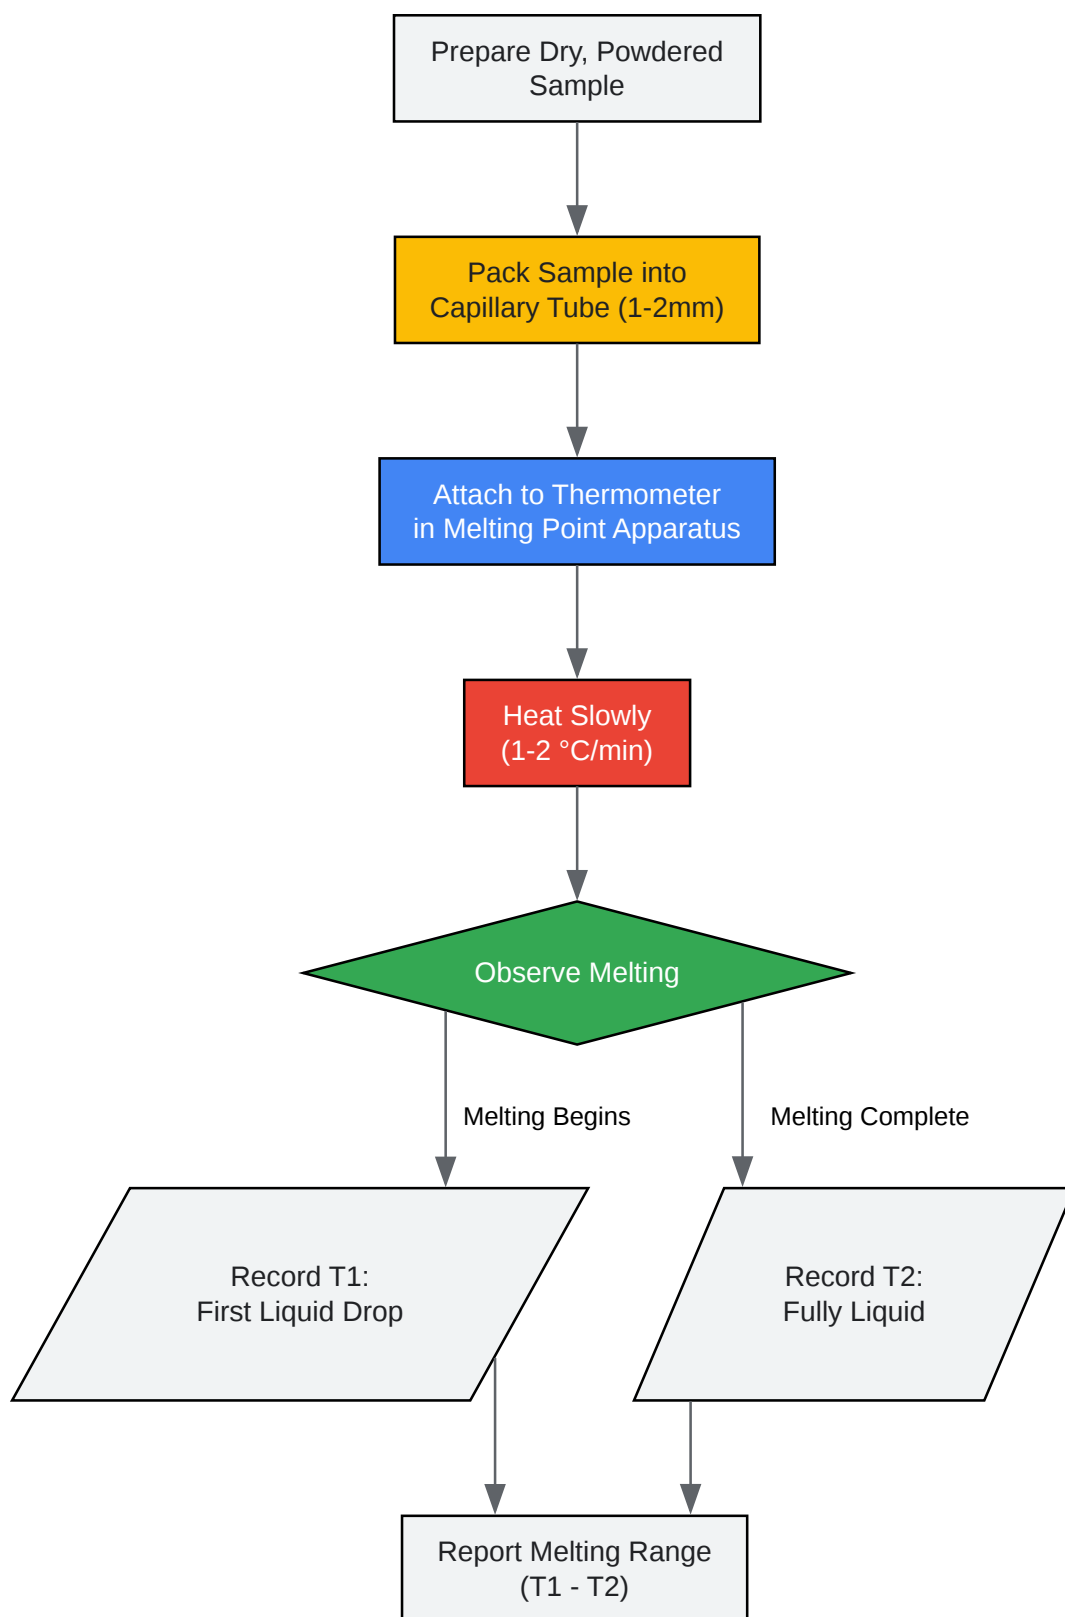 Prepare Dry, Powdered
Sample
Pack Sample into
Capillary Tube (1-2mm)
Attach to Thermometer
in Melting Point Apparatus
Heat Slowly
(1-2 °C/min)
Observe Melting
Melting Begins
Melting Complete
Record T1:
First Liquid Drop
Record T2:
Fully Liquid
Report Melting Range
(T1 - T2)